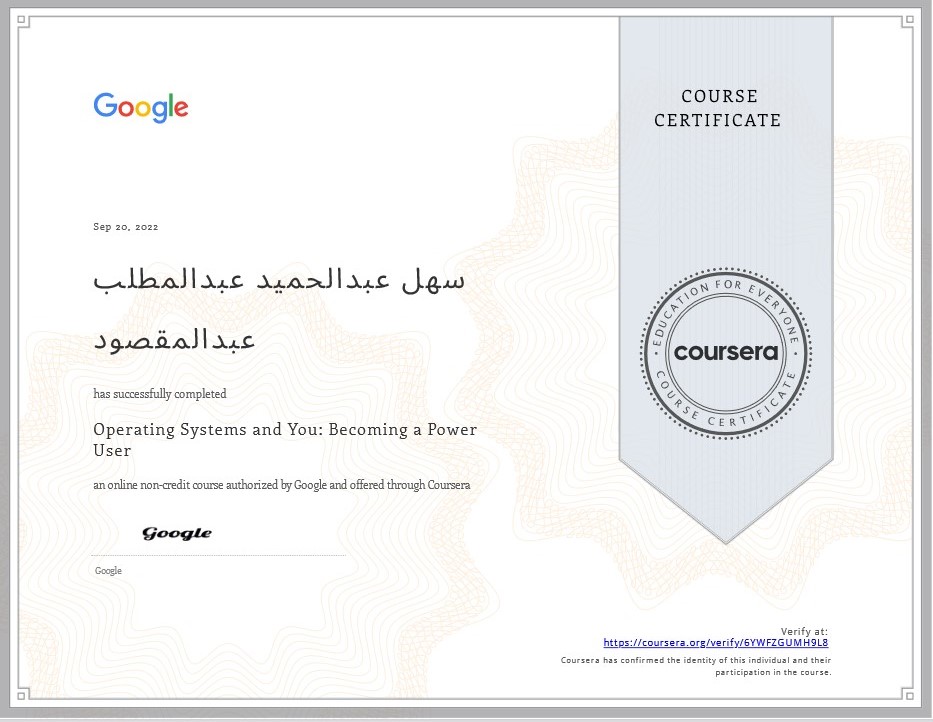 Google
COURSE
CERTIFICATE
Sep 20, 2022
سهل عبدالحميد عبدالمطلب
عبدالمقصود
has successfully completed
Operating Systems and You: Becoming a Power
User
an online non-credit course authorized by Google and offered through Coursera
Google
Google
EDUCATION FOR EVERYONE
coursera
COURSE CERTIFICATE
Verify at:
https://coursera.org/verify/6YWFZGUMH9L8
Coursera has confirmed the identity of this individual and their
participation in the course.